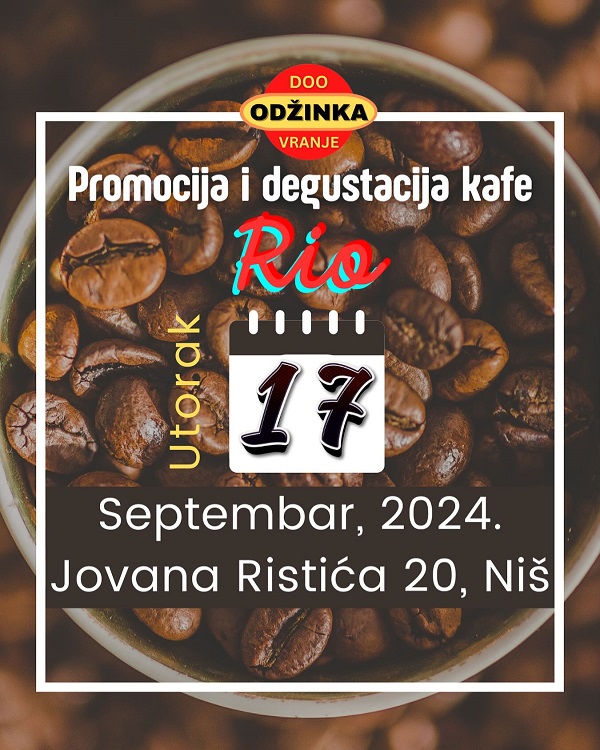 DOO
ODŽINKA
VRANJE
Promocija i degustacija kafe
Rio
Utorak
17
Septembar, 2024.
Jovana Ristića 20, Niš